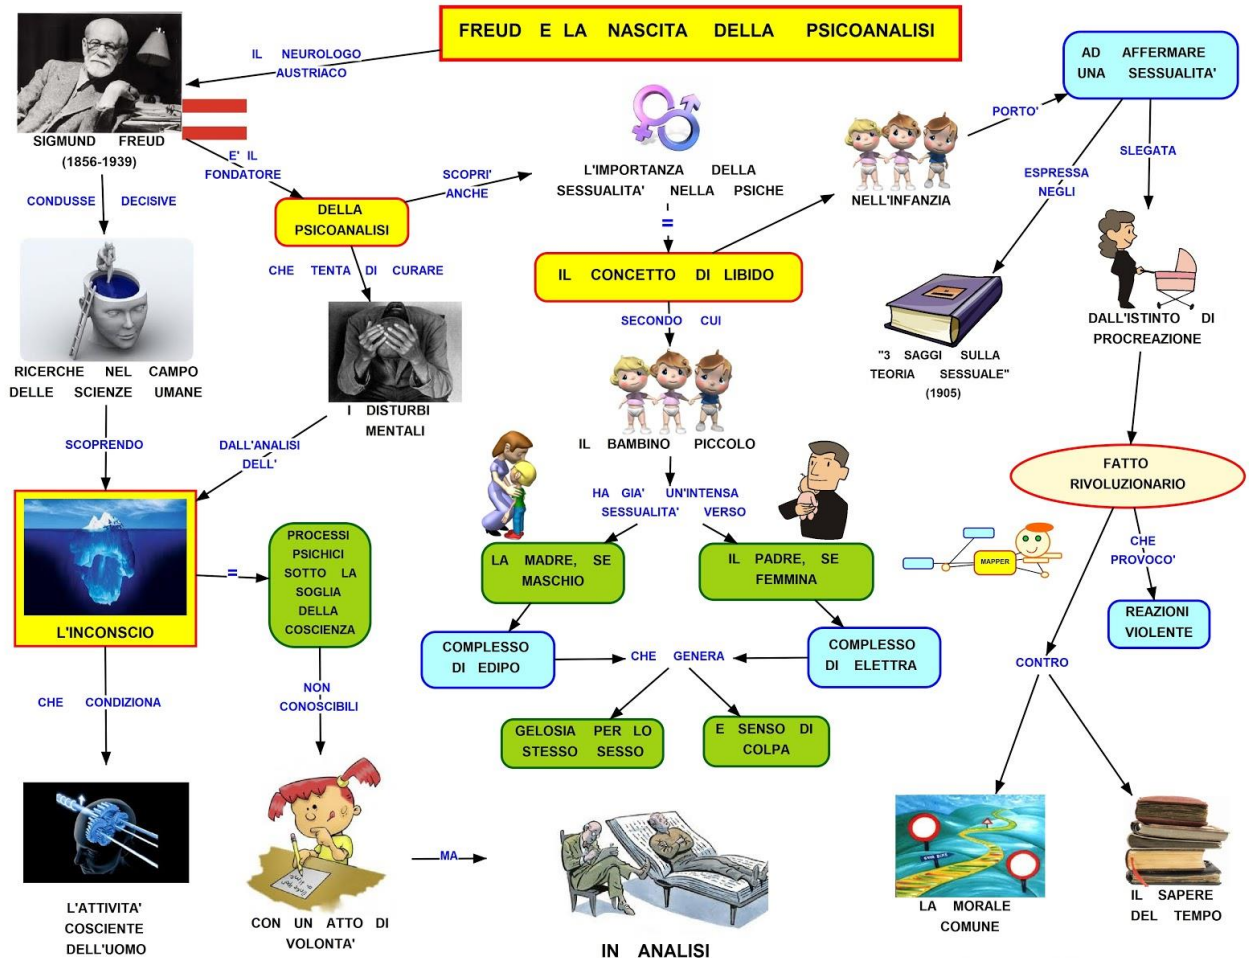 FREUD E LA NASCITA DELLA PSICOANALISI
IL NEUROLOGO
AUSTRIACO
SIGMUND FREUD
(1856-1939)
E' IL
FONDATORE
DELLA
PSICOANALISI
CONDUSSE DECISIVE
RICERCHE NEL CAMPO
DELLE SCIENZE UMANE
SCOPRENDO
L'INCONSCIO
CHE TENTA DI CURARE
I DISTURBI
MENTALI
DALL'ANALISI
DELL'
=
PROCESSI
PSICHICI
SOTTO LA
SOGLIA
DELLA
COSCIENZA
CHE CONDIZIONA
L'ATTIVITA'
COSCIENTE
DELL'UOMO
NON
CONOSCIBILI
CON UN ATTO DI
VOLONTA'
MA
IN ANALISI
SCOPRI'
ANCHE
L'IMPORTANZA DELLA
SESSUALITA' NELLA PSICHE
=
IL CONCETTO DI LIBIDO
SECONDO CUI
IL BAMBINO PICCOLO
HA GIA' UN'INTENSA
SESSUALITA' VERSO
LA MADRE, SE
MASCHIO
IL PADRE, SE
FEMMINA
COMPLESSO
DI EDIPO
CHE GENERA
COMPLESSO
DI ELETTRA
GELOSIA PER LO
STESSO SESSO
E SENSO DI
COLPA
NELL'INFANZIA
PORTO'
AD AFFERMARE
UNA SESSUALITA'
ESPRESSA
NEGLI
"3 SAGGI SULLA
TEORIA SESSUALE"
(1905)
SLEGATA
DALL'ISTINTO DI
PROCREAZIONE
FATTO
RIVOLUZIONARIO
MAPPER
CHE
PROVOCO'
REAZIONI
VIOLENTE
CONTRO
LA MORALE
COMUNE
IL SAPERE
DEL TEMPO